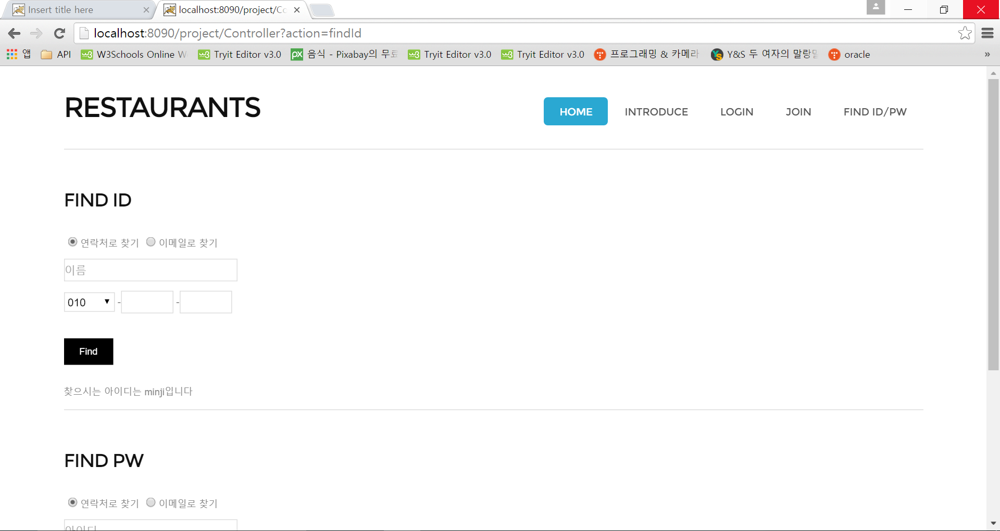 Insert title here
localhost:8090/project/Co
localhost:8090/project/Controller?action=findId
앱 API W3Schools Online W Tryit Editor v3.0 음식 - Pixabay의 무료 Tryit Editor v3.0 Tryit Editor v3.0 프로그래밍 & 카메라 Y&S 두 여자의 말랑말 oracle »
RESTAURANTS
HOME INTRODUCE LOGIN JOIN FIND ID/PW
FIND ID
연락처로 찾기 이메일로 찾기
이름
010 - -
Find
찾으시는 아이디는 minji입니다
FIND PW
연락처로 찾기 이메일로 찾기
아이디